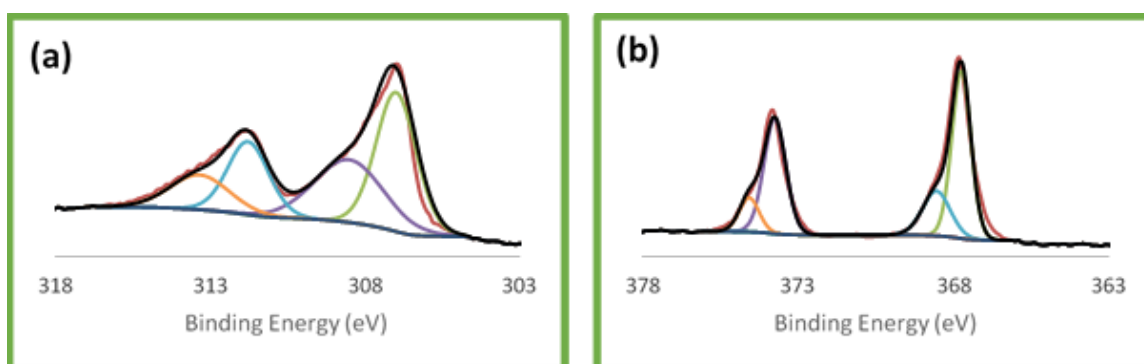 (a)
318 313 308 303
Binding Energy (eV)
(b)
378 373 368 363
Binding Energy (eV)